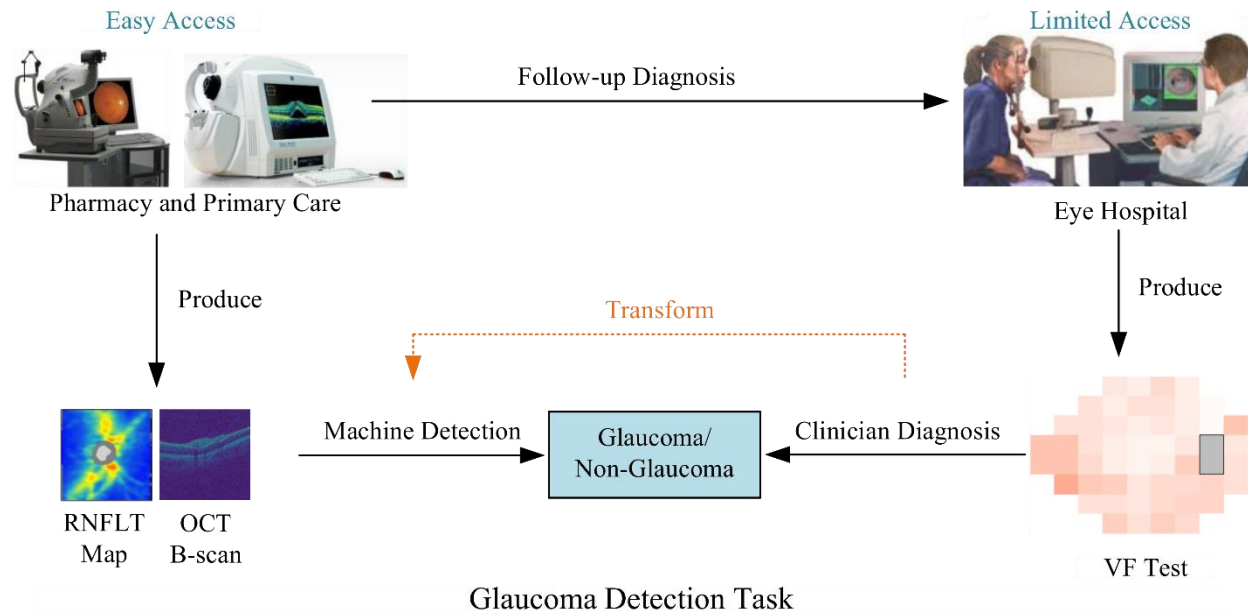 Easy Access
Limited Access
Follow-up Diagnosis
Pharmacy and Primary Care
Eye Hospital
Produce
Produce
Transform
Machine Detection
Glaucoma/
Non-Glaucoma
Clinician Diagnosis
RNFLT
Map
OCT
B-scan
VF Test
Glaucoma Detection Task